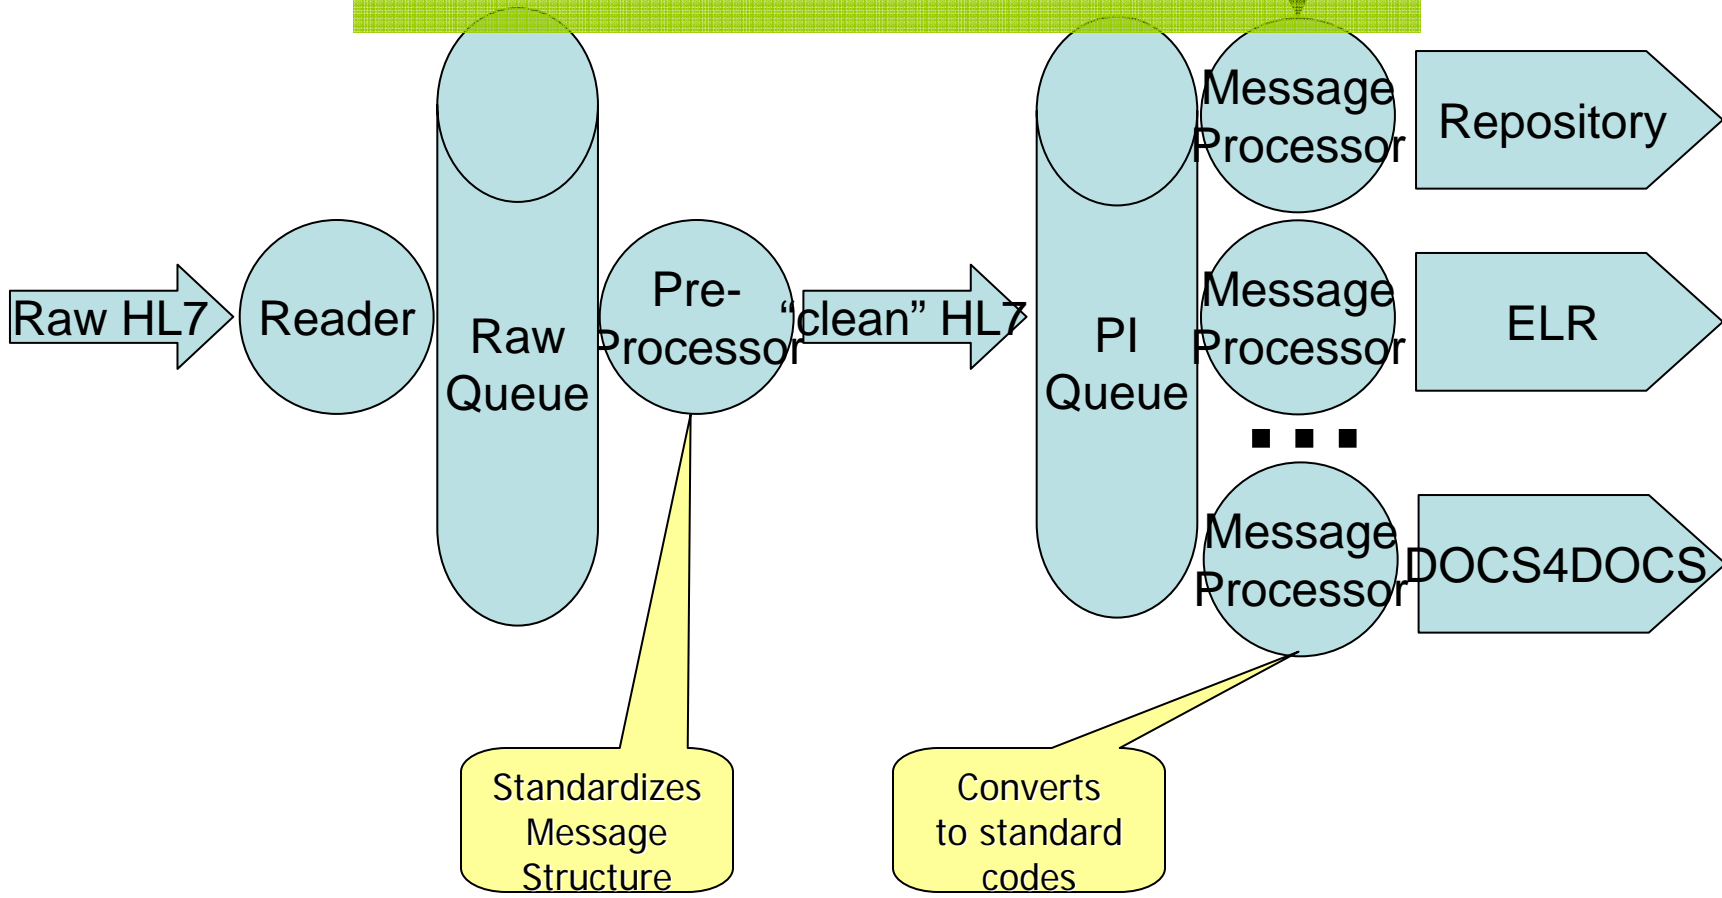 Raw HL7
Reader
Raw
Queue
Pre-
Processor
“clean” HL7
PI
Queue
Message
Processor
Repository
Message
Processor
ELR
...
Message
Processor
DOCS4DOCS
Standardizes
Message
Structure
Converts
to standard
codes